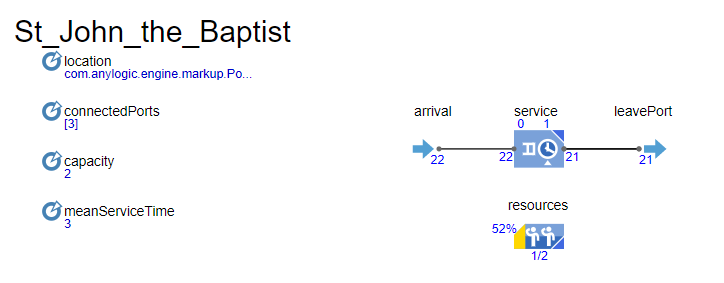 St_John_the_Baptist
location
com.anylogic.engine.markup.Po...
connectedPorts
[3]
capacity
2
meanServiceTime
3
arrival service leavePort
0 1
22 22 21 21
resources
52%
1/2